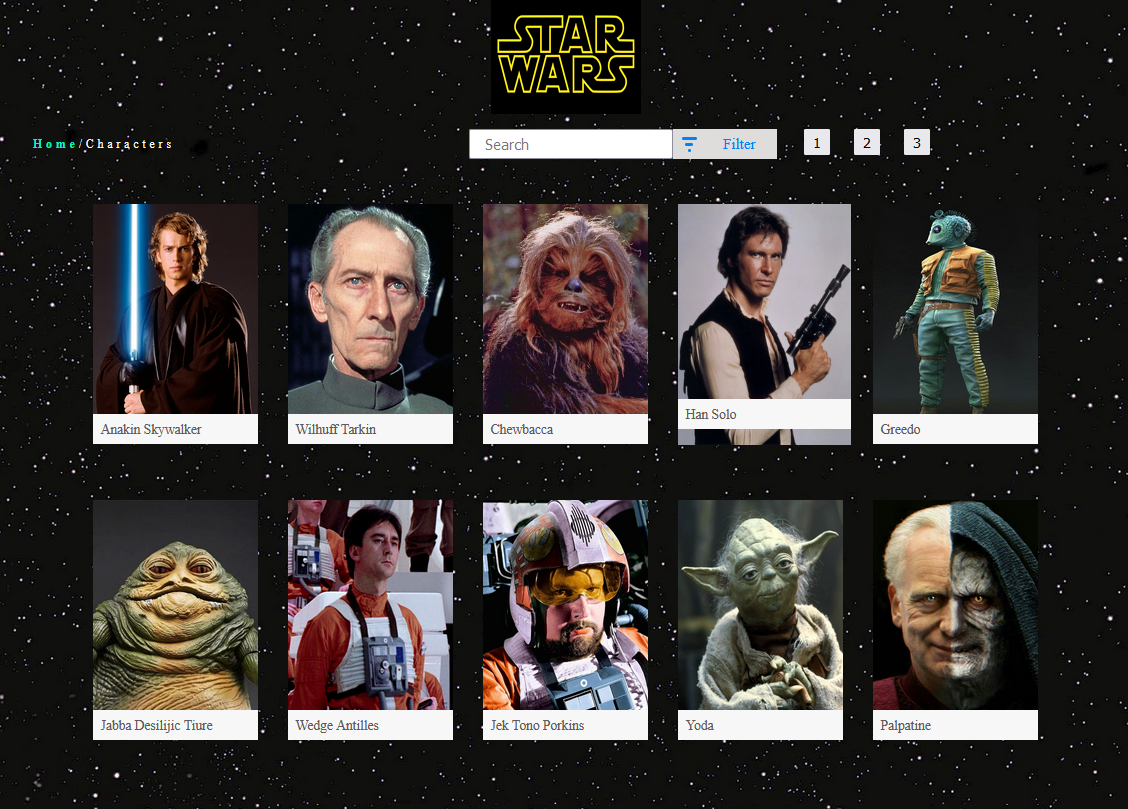 STAR
WARS
Home/Characters
Search
Filter
1
2
3
Anakin Skywalker
Wilhuff Tarkin
Chewbacca
Han Solo
Greedo
Jabba Desilijic Tiure
Wedge Antilles
Jek Tono Porkins
Yoda
Palpatine